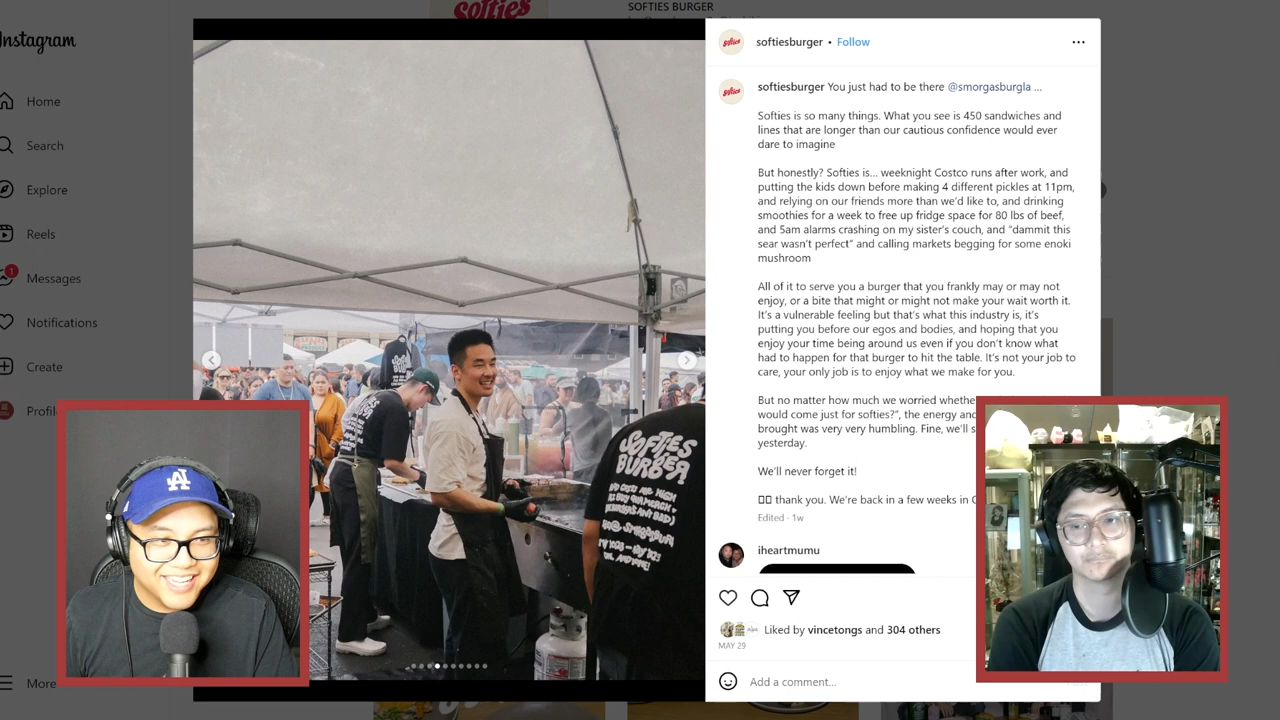 Softies
SOFTIES BURGER
Instagram
Home
Search
Explore
Reels
1
Messages
Notifications
Create
Profi
More
softiesburger • Follow
softiesburger You just had to be there @smorgasburgla ...
Softies is so many things. What you see is 450 sandwiches and
lines that are longer than our cautious confidence would ever
dare to imagine
But honestly? Softies is... weeknight Costco runs after work, and
putting the kids down before making 4 different pickles at 11pm,
and relying on our friends more than we'd like to, and drinking
smoothies for a week to free up fridge space for 80 lbs of beef,
and 5am alarms crashing on my sister's couch, and "dammit this
sear wasn't perfect" and calling markets begging for some enoki
mushroom
All of it to serve you a burger that you frankly may or may not
enjoy, or a bite that might or might not make your wait worth it.
It's a vulnerable feeling but that's what this industry is, it's
putting you before our egos and bodies, and hoping that you
enjoy your time being around us even if you don't know what
had to happen for that burger to hit the table. It's not your job to
care, your only job is to enjoy what we make for you.
But no matter how much we worried whethe
would come just for softies?", the energy and
brought was very very humbling. Fine, we'll s
yesterday.
We'll never forget it!
thank you. We're back in a few weeks in
Edited · 1w
iheartmumu
Liked by vincetongs and 304 others
MAY 29
Add a comment...
SOFTIES
BURGER
LA